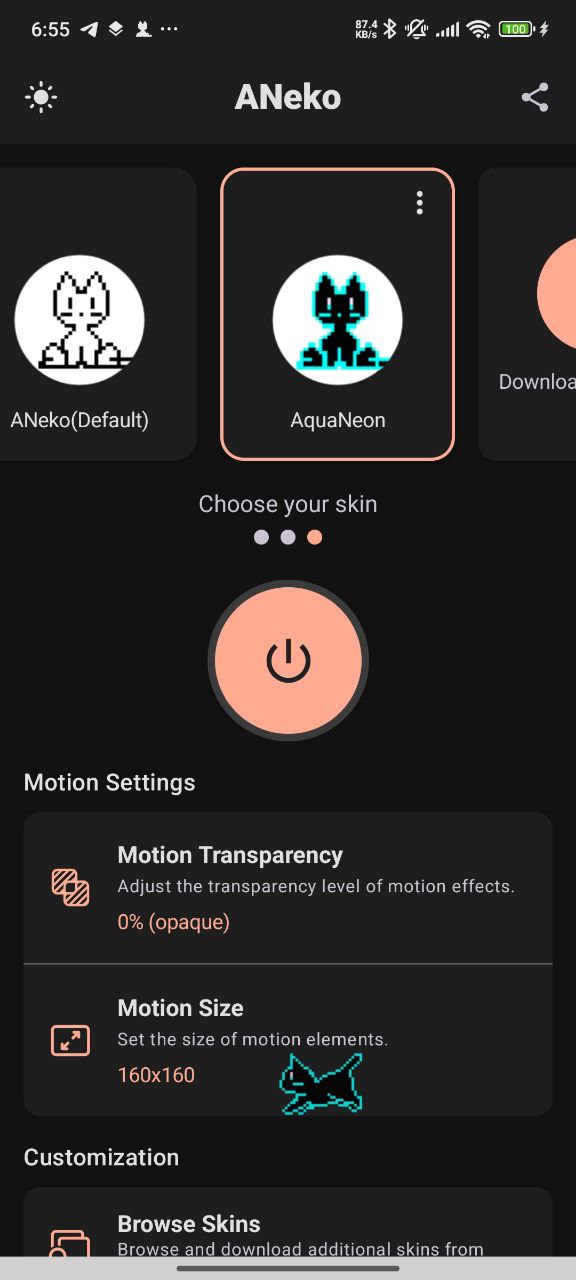 6:55
87.4
KB/s
100
ANeko
ANeko(Default)
AquaNeon
Downloa
Choose your skin
Motion Settings
Motion Transparency
Adjust the transparency level of motion effects.
0% (opaque)
Motion Size
Set the size of motion elements.
160x160
Customization
Browse Skins
Browse and download additional skins from